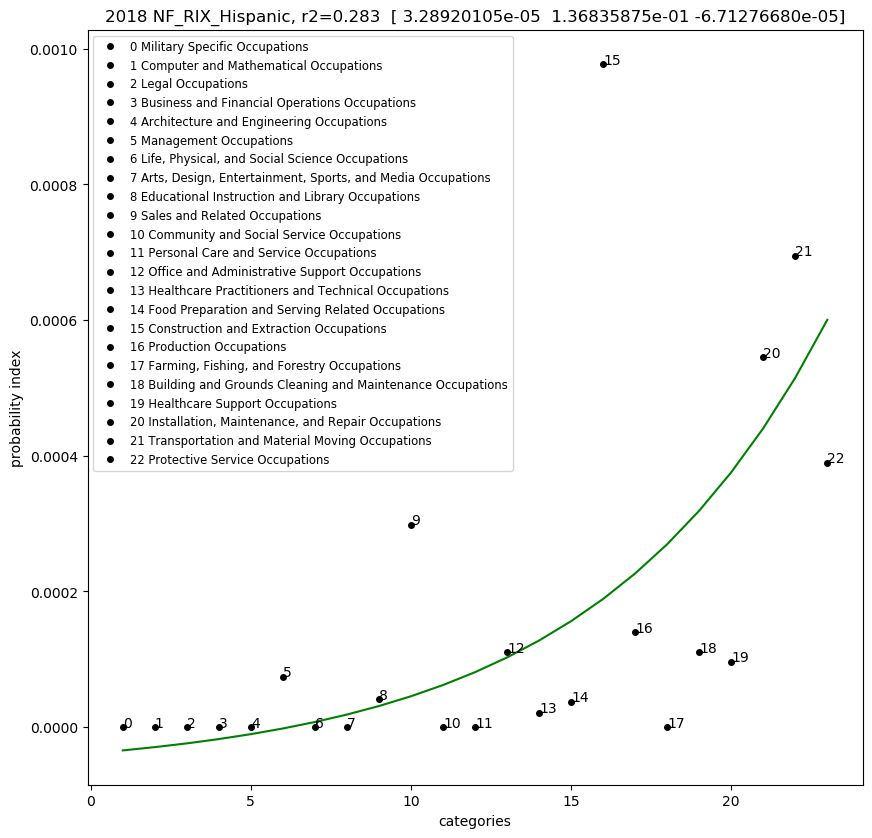 2018 NF_RIX_Hispanic, r2=0.283 [ 3.28920105e-05 1.36835875e-01 -6.71276680e-05]
0.0010
0.0008
0.0006
0.0004
0.0002
0.0000
probability index
0 Military Specific Occupations
1 Computer and Mathematical Occupations
2 Legal Occupations
3 Business and Financial Operations Occupations
4 Architecture and Engineering Occupations
5 Management Occupations
6 Life, Physical, and Social Science Occupations
7 Arts, Design, Entertainment, Sports, and Media Occupations
8 Educational Instruction and Library Occupations
9 Sales and Related Occupations
10 Community and Social Service Occupations
11 Personal Care and Service Occupations
12 Office and Administrative Support Occupations
13 Healthcare Practitioners and Technical Occupations
14 Food Preparation and Serving Related Occupations
15 Construction and Extraction Occupations
16 Production Occupations
17 Farming, Fishing, and Forestry Occupations
18 Building and Grounds Cleaning and Maintenance Occupations
19 Healthcare Support Occupations
20 Installation, Maintenance, and Repair Occupations
21 Transportation and Material Moving Occupations
22 Protective Service Occupations
0
1
2
3
4
5
6
7
8
9
10
11
12
13
14
15
16
17
18
19
20
21
22
0
5
10
15
20
categories